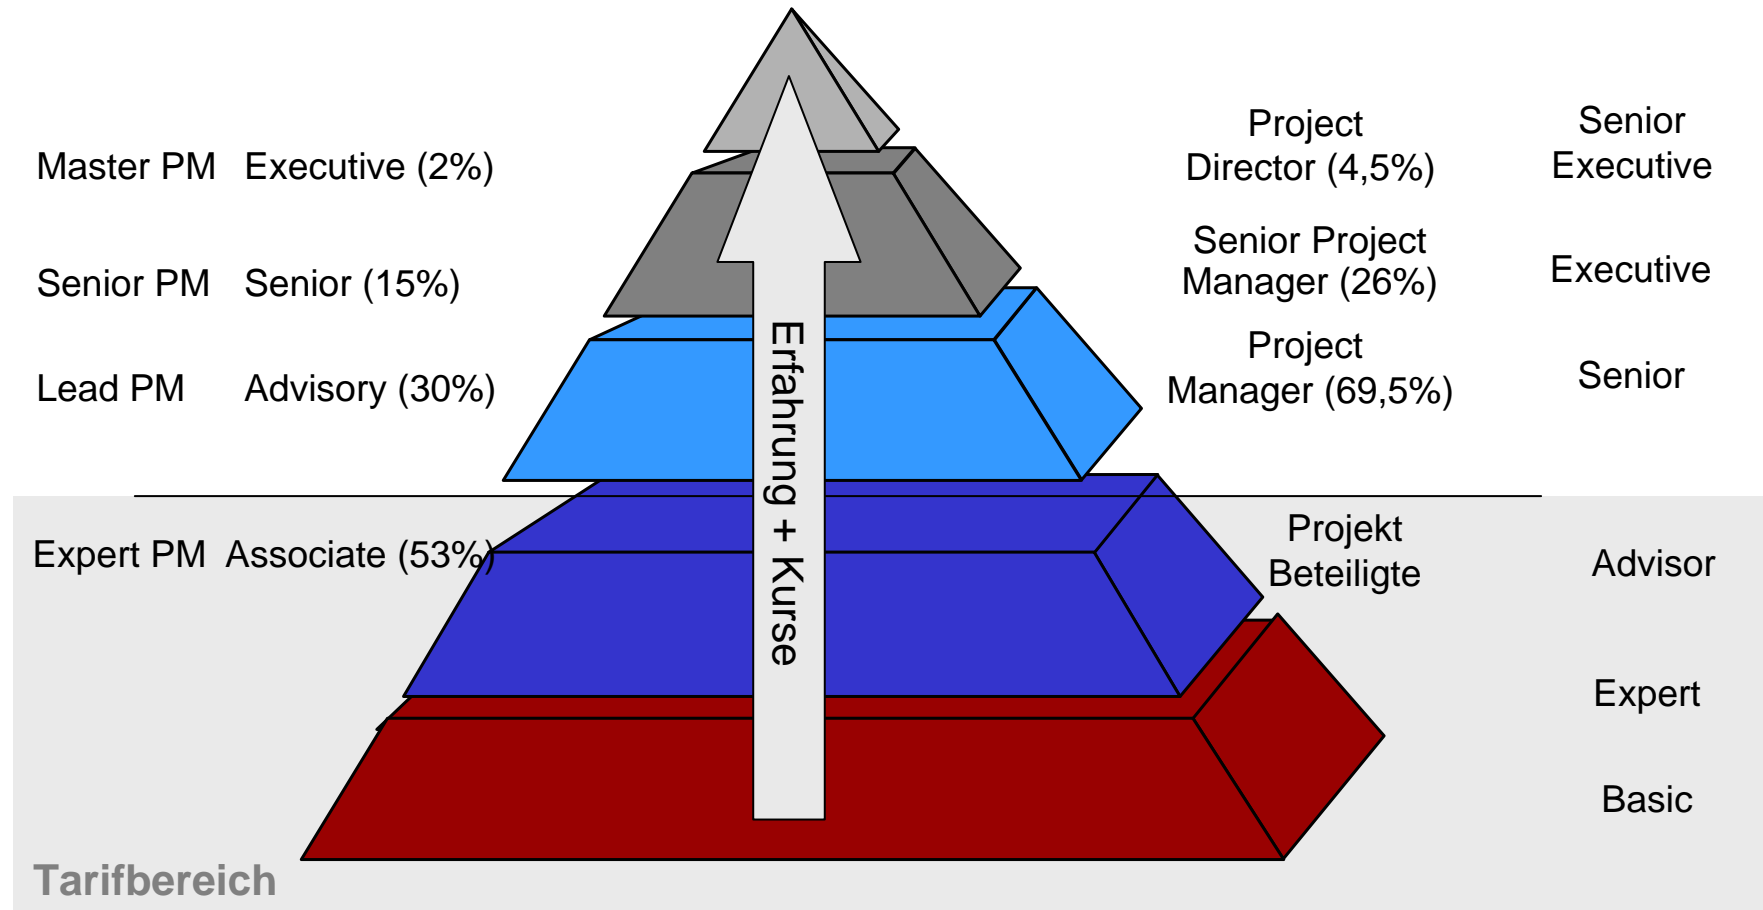 Project
Director (4,5%)
Senior
Executive
Master PM Executive (2%)
Senior Project
Manager (26%)
Executive
Senior PM Senior (15%)
Project
Manager (69,5%)
Senior
Lead PM Advisory (30%)
Erfahrung + Kurse
Expert PM Associate (53%)
Projekt
Beteiligte
Advisor
Expert
Basic
Tarifbereich